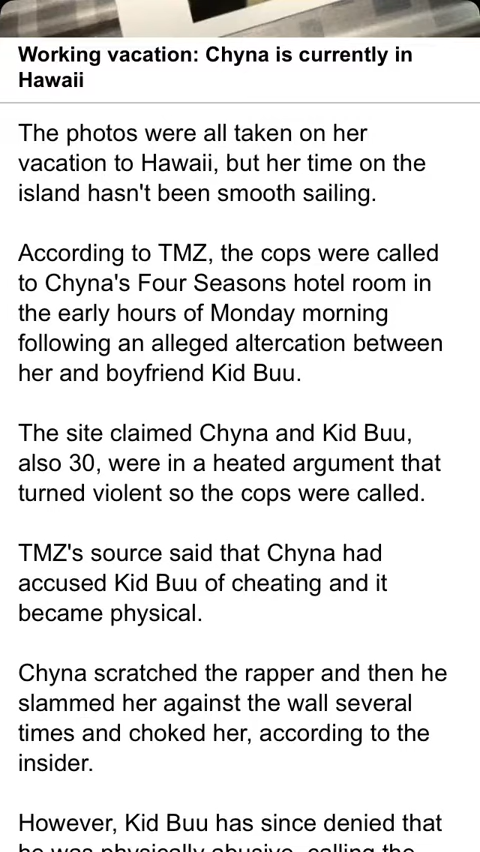 Working vacation: Chyna is currently in
Hawaii
The photos were all taken on her
vacation to Hawaii, but her time on the
island hasn't been smooth sailing.
According to TMZ, the cops were called
to Chyna's Four Seasons hotel room in
the early hours of Monday morning
following an alleged altercation between
her and boyfriend Kid Buu.
The site claimed Chyna and Kid Buu,
also 30, were in a heated argument that
turned violent so the cops were called.
TMZ's source said that Chyna had
accused Kid Buu of cheating and it
became physical.
Chyna scratched the rapper and then he
slammed her against the wall several
times and choked her, according to the
insider.
However, Kid Buu has since denied that
he was physically abusive, calling the